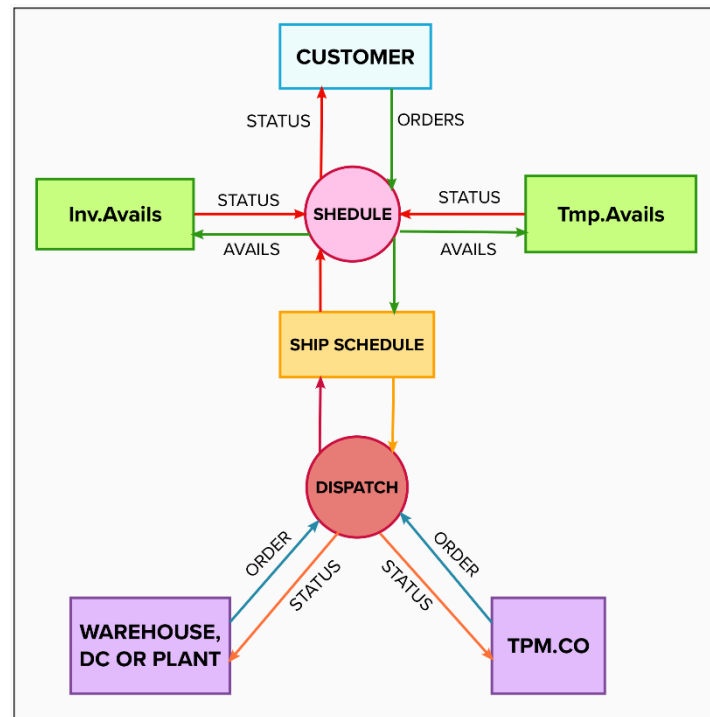 CUSTOMER
STATUS
ORDERS
Inv.Avails
STATUS
SHEDULE
STATUS
Tmp.Avails
AVAILS
AVAILS
SHIP SCHEDULE
DISPATCH
ORDER
ORDER
STATUS
STATUS
WAREHOUSE,
DC OR PLANT
TPM.CO